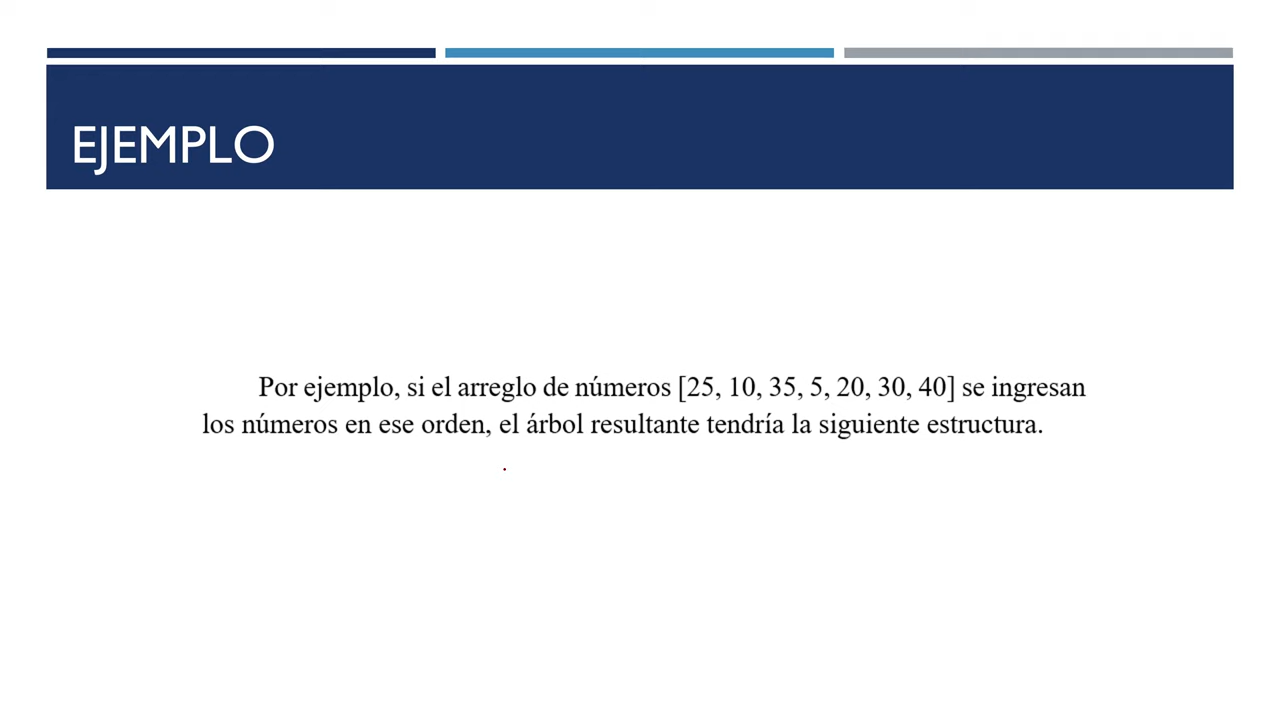 EJEMPLO
Por ejemplo, si el arreglo de números [25, 10, 35, 5, 20, 30, 40] se ingresan
los números en ese orden, el árbol resultante tendría la siguiente estructura.